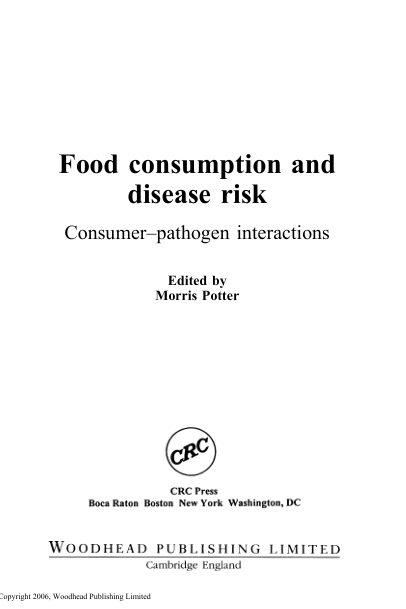 Food consumption and
disease risk
Consumer–pathogen interactions
Edited by
Morris Potter
CRC
CRC Press
Boca Raton Boston New York Washington, DC
WOODHEAD PUBLISHING LIMITED
Cambridge England
Copyright 2006, Woodhead Publishing Limited